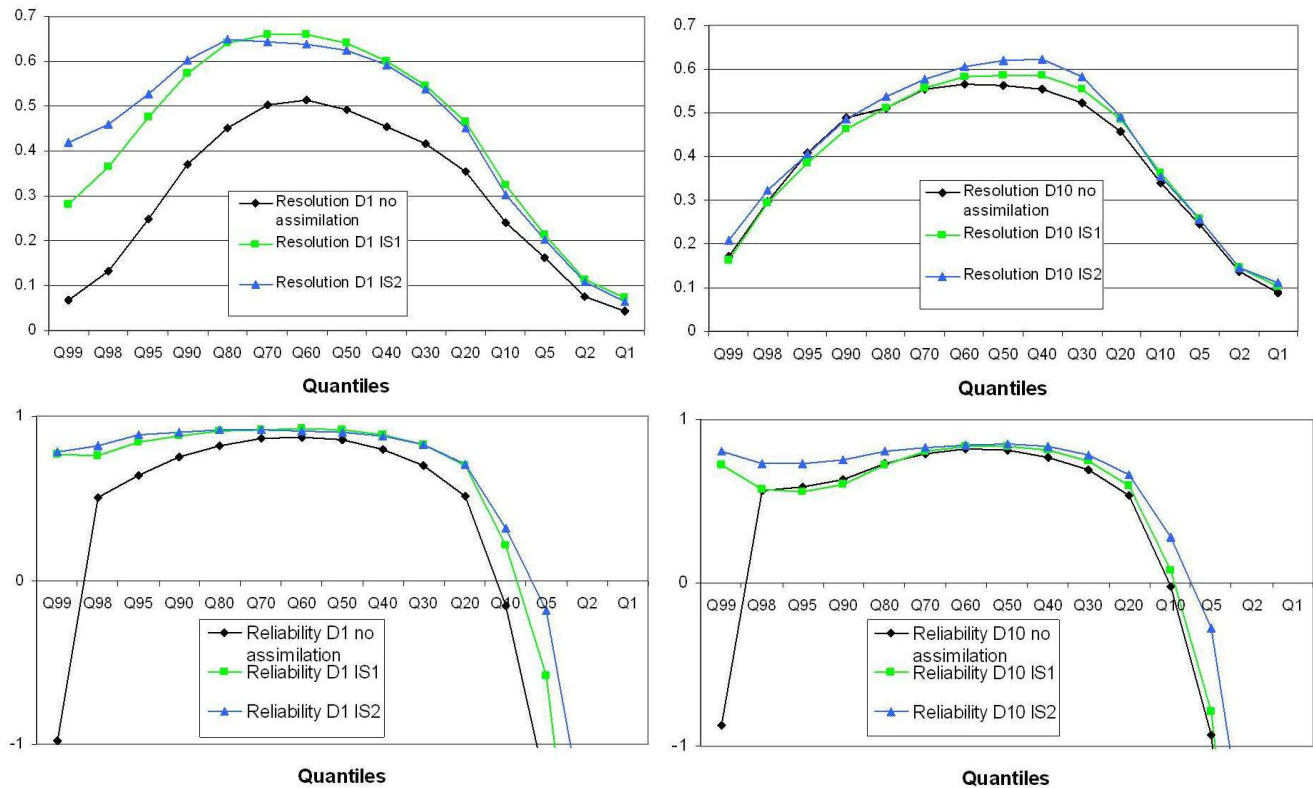 0.7
0.6
0.5
0.4
0.3
0.2
0.1
0
Resolution D1 no
assimilation
Resolution D1 IS1
Resolution D1 IS2
Q99 Q98 Q95 Q90 Q80 Q70 Q60 Q50 Q40 Q30 Q20 Q10 Q5 Q2 Q1
Quantiles
0.7
0.6
0.5
0.4
0.3
0.2
0.1
0
Resolution D10 no
assimilation
Resolution D10 IS1
Resolution D10 IS2
Q99 Q98 Q95 Q90 Q80 Q70 Q60 Q50 Q40 Q30 Q20 Q10 Q5 Q2 Q1
Quantiles
1
0
-1
Q99 Q98 Q95 Q90 Q80 Q70 Q60 Q50 Q40 Q30 Q20 Q10 Q5 Q2 Q1
Reliability D1 no
assimilation
Reliability D1 IS1
Reliability D1 IS2
Quantiles
1
0
-1
Q99 Q98 Q95 Q90 Q80 Q70 Q60 Q50 Q40 Q30 Q20 Q10 Q5 Q2 Q1
Reliability D10 no
assimilation
Reliability D10 IS1
Reliability D10 IS2
Quantiles